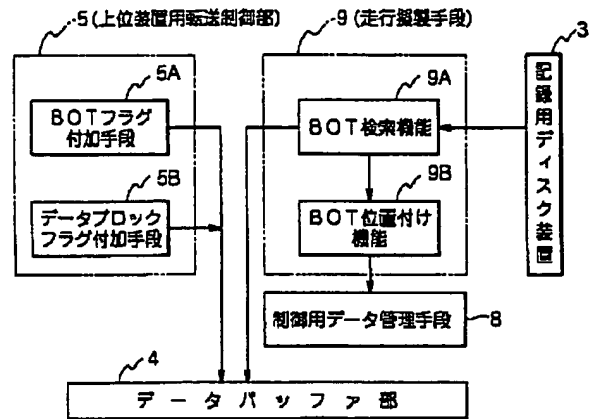 5(上位装置用転送制御部)
9(走行擬製手段)
3
5A
BOTフラグ
付加手段
5B
データブロック
フラグ付加手段
9A
BOT検索機能
9B
BOT位置付け
機能
記録用ディスク装置
制御用データ管理手段
8
4
データバッファ部